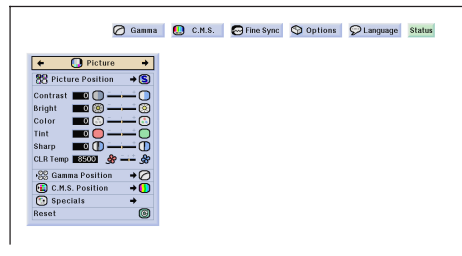 Gamma C.M.S. Fine Sync Options Language Status
Picture
Picture Position S
Contrast 0
Bright 0
Color 0
Tint 0
Sharp 0
CLR Temp 8500
Gamma Position
C.M.S. Position
Specials
Reset